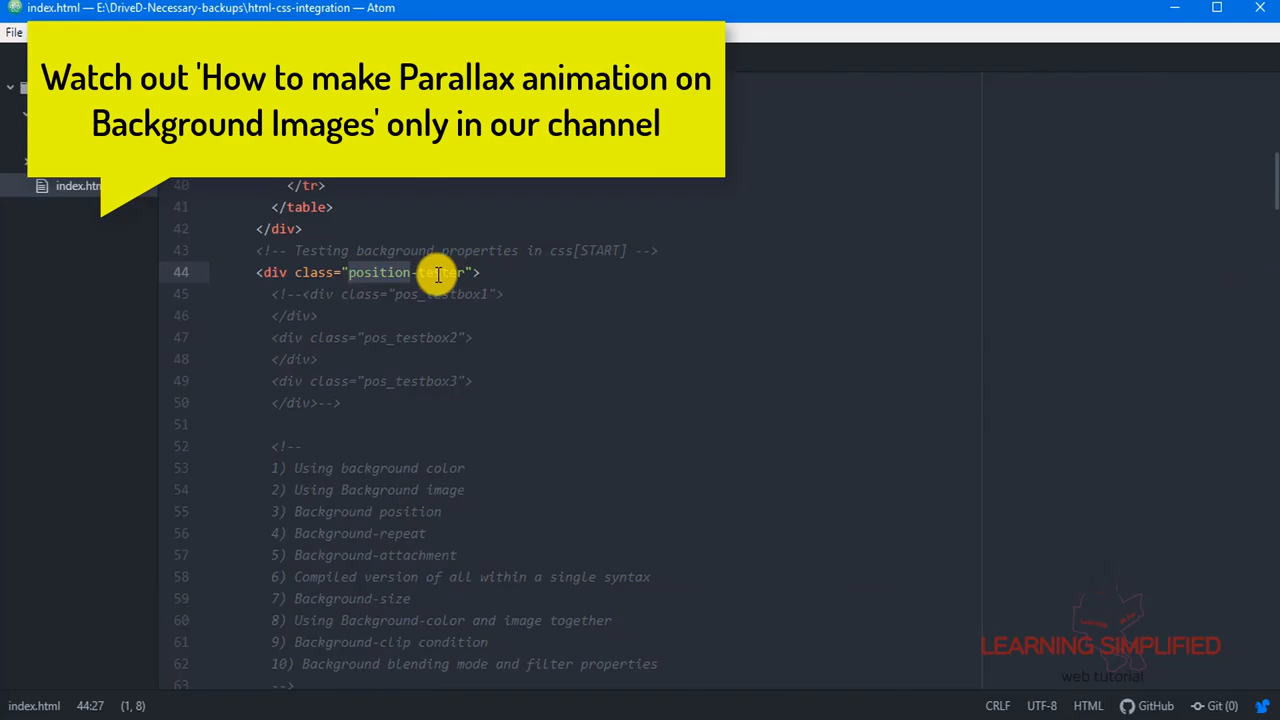 index.html — E:\DriveD-Necessary-backups\html-css-integration — Atom
File
Watch out 'How to make Parallax animation on
Background Images' only in our channel
index.htm
40 </tr>
41 </table>
42 </div>
43 <!-- Testing background properties in css[START] -->
44 <div class="position-tester">
45 <!--<div class="pos_testbox1">
46 </div>
47 <div class="pos_testbox2">
48 </div>
49 <div class="pos_testbox3">
50 </div>-->
51
52 <!--
53 1) Using background color
54 2) Using Background image
55 3) Background position
56 4) Background-repeat
57 5) Background-attachment
58 6) Compiled version of all within a single syntax
59 7) Background-size
60 8) Using Background-color and image together
61 9) Background-clip condition
62 10) Background blending mode and filter properties
63 -->
LEARNING SIMPLIFIED
web tutorial
index.html 44:27 (1, 8) CRLF UTF-8 HTML GitHub Git (0)